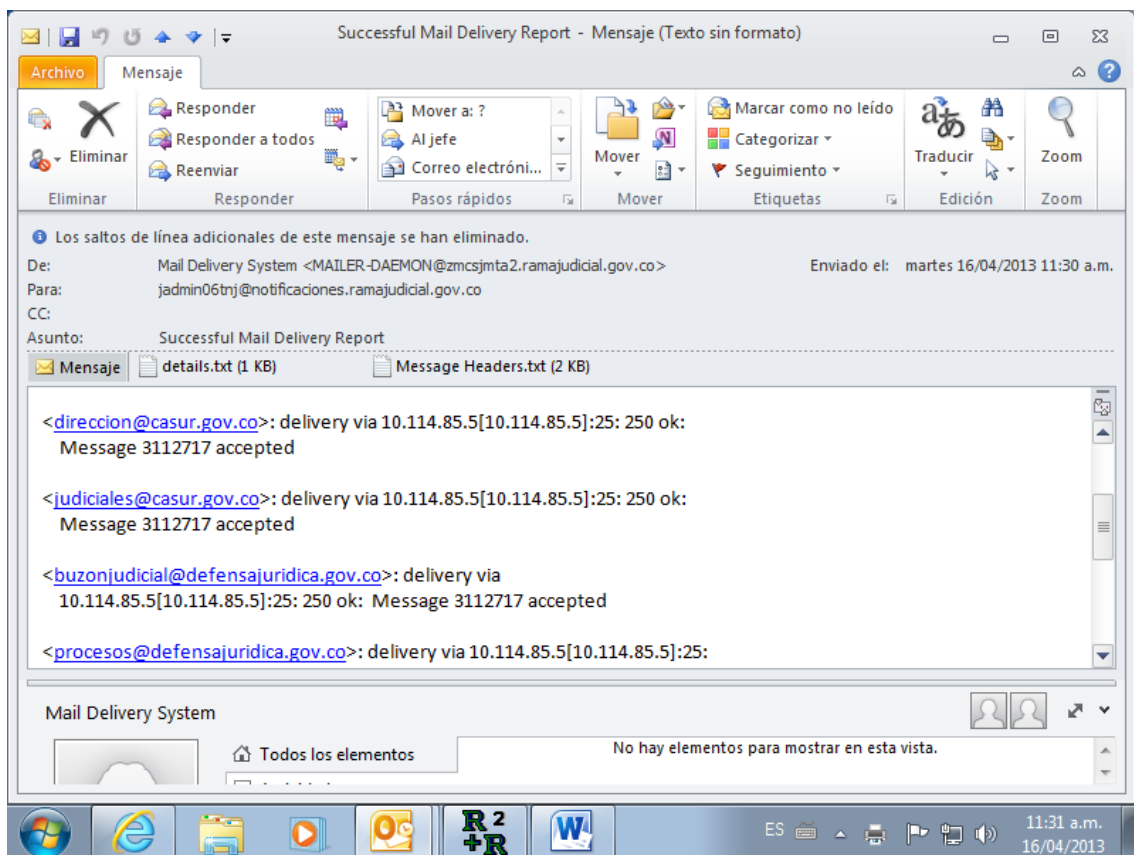 Successful Mail Delivery Report - Mensaje (Texto sin formato)
Archivo Mensaje
Eliminar
Responder
Responder a todos
Reenviar
Mover a: ?
Al jefe
Correo electróni...
Mover
Marcar como no leído
Categorizar
Seguimiento
Traducir
Zoom
Eliminar Responder Pasos rápidos Mover Etiquetas Edición Zoom
Los saltos de línea adicionales de este mensaje se han eliminado.
De: Mail Delivery System <MAILER-DAEMON@zmcsjmta2.ramajudicial.gov.co> Enviado el: martes 16/04/2013 11:30 a.m.
Para: jadmin06tnj@notificaciones.ramajudicial.gov.co
CC:
Asunto: Successful Mail Delivery Report
Mensaje details.txt (1 KB) Message Headers.txt (2 KB)
<direccion@casur.gov.co>: delivery via 10.114.85.5[10.114.85.5]:25: 250 ok:
Message 3112717 accepted
<judiciales@casur.gov.co>: delivery via 10.114.85.5[10.114.85.5]:25: 250 ok:
Message 3112717 accepted
<buzonjudicial@defensajuridica.gov.co>: delivery via
10.114.85.5[10.114.85.5]:25: 250 ok: Message 3112717 accepted
<procesos@defensajuridica.gov.co>: delivery via 10.114.85.5[10.114.85.5]:25:
Mail Delivery System
Todos los elementos
No hay elementos para mostrar en esta vista.
R 2
+R
W
ES
11:31 a.m.
16/04/2013